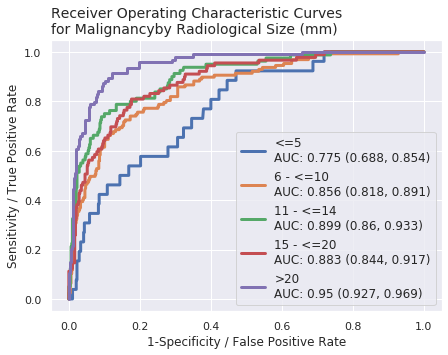 Receiver Operating Characteristic Curves
for Malignancyby Radiological Size (mm)
Sensitivity / True Positive Rate
1.0
0.8
0.6
0.4
0.2
0.0
<=5
AUC: 0.775 (0.688, 0.854)
6 - <=10
AUC: 0.856 (0.818, 0.891)
11 - <=14
AUC: 0.899 (0.86, 0.933)
15 - <=20
AUC: 0.883 (0.844, 0.917)
>20
AUC: 0.95 (0.927, 0.969)
0.0 0.2 0.4 0.6 0.8 1.0
1-Specificity / False Positive Rate